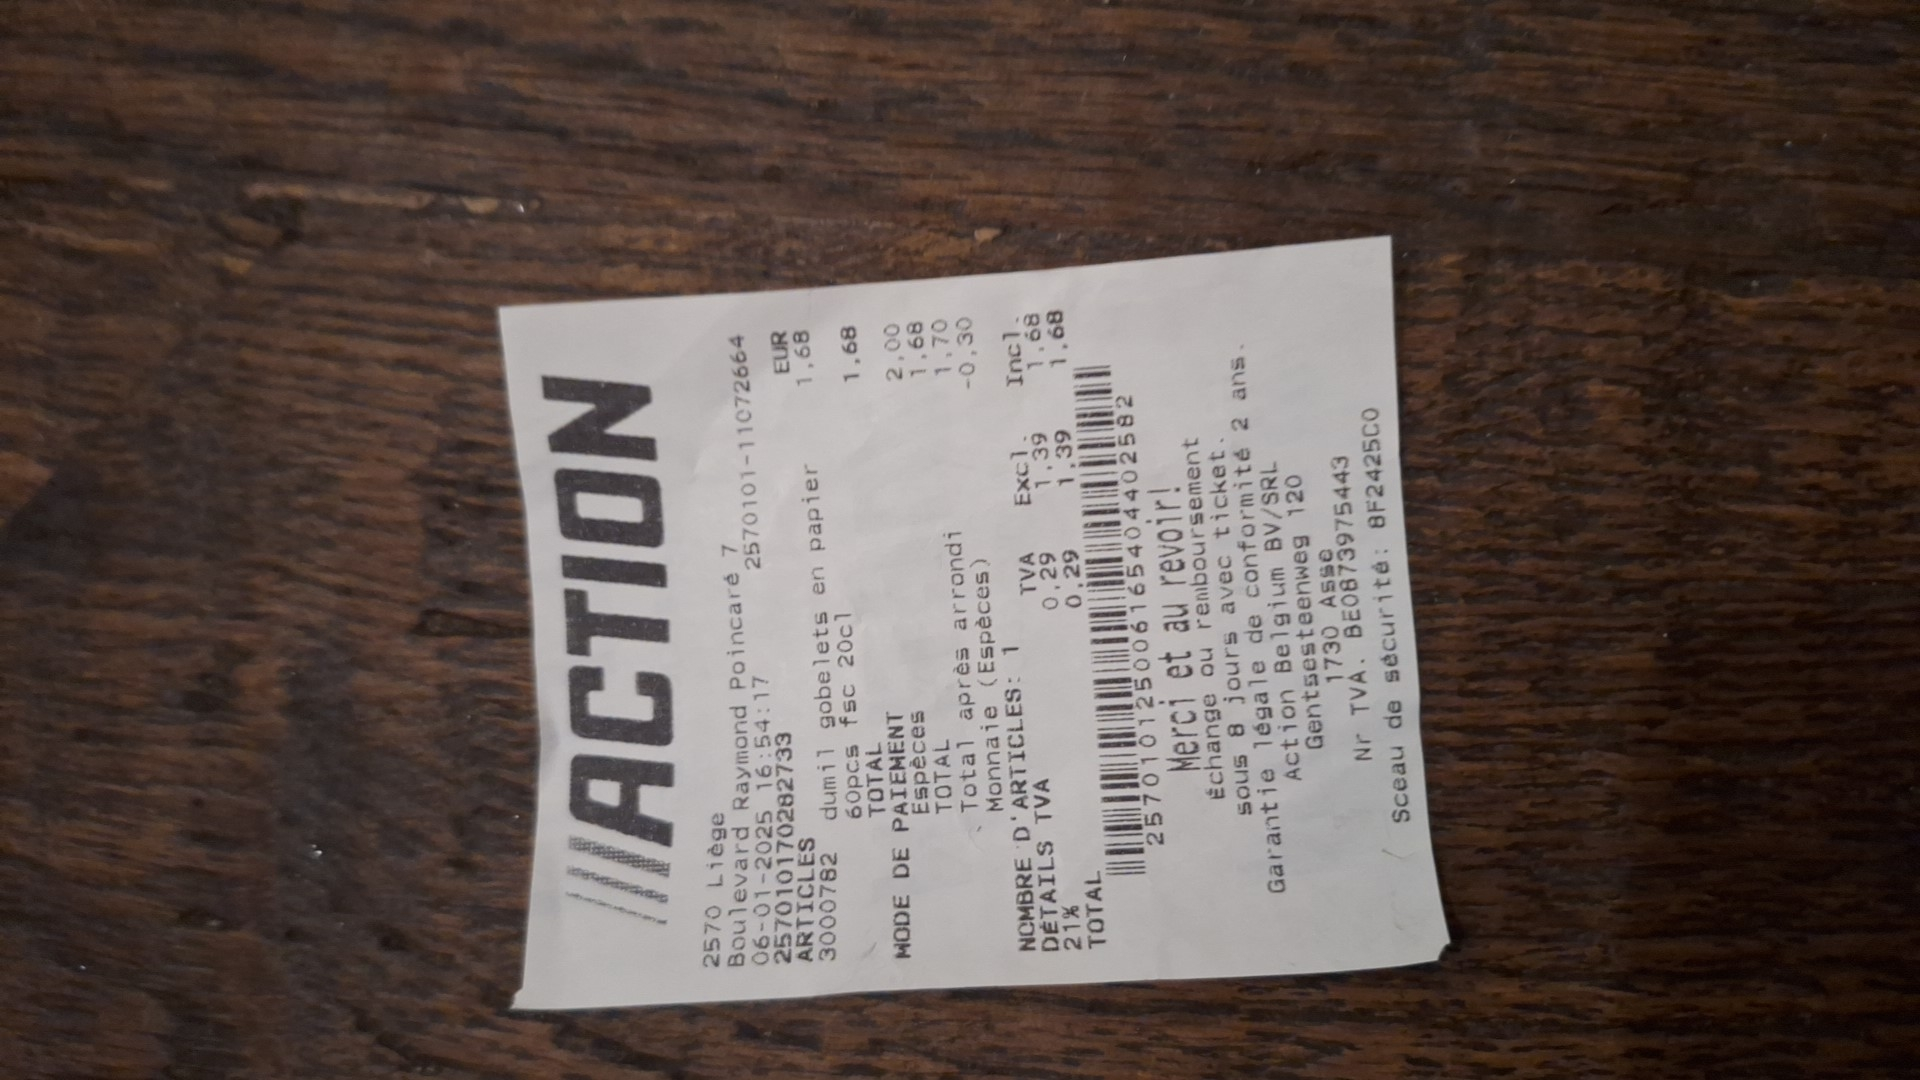 ///ACTION
2570 Liège
Boulevard Raymond Poincaré 7
06-01-2025 16:54:17 2570101-11072664
2570101170282733
ARTICLES EUR
3000782 dumil gobelets en papier 1,68
60pcs fsc 20cl
TOTAL 1,68
MODE DE PAIEMENT
Espèces 2,00
TOTAL 1,68
Total après arrondi 1,70
Monnaie (Espèces) -0,30
NOMBRE D'ARTICLES: 1
DÉTAILS TVA TVA Excl. Incl.
21% 0,29 1,39 1,68
TOTAL 0,29 1,39 1,68
2570101250061654044402582
Merci et au revoir!
Échange ou remboursement
sous 8 jours avec ticket.
Garantie légale de conformité 2 ans.
Action Belgium BV/SRL
Gentsesteenweg 120
1730 Asse
Nr TVA. BE0873975443
Sceau de sécurité: 8F2425C0